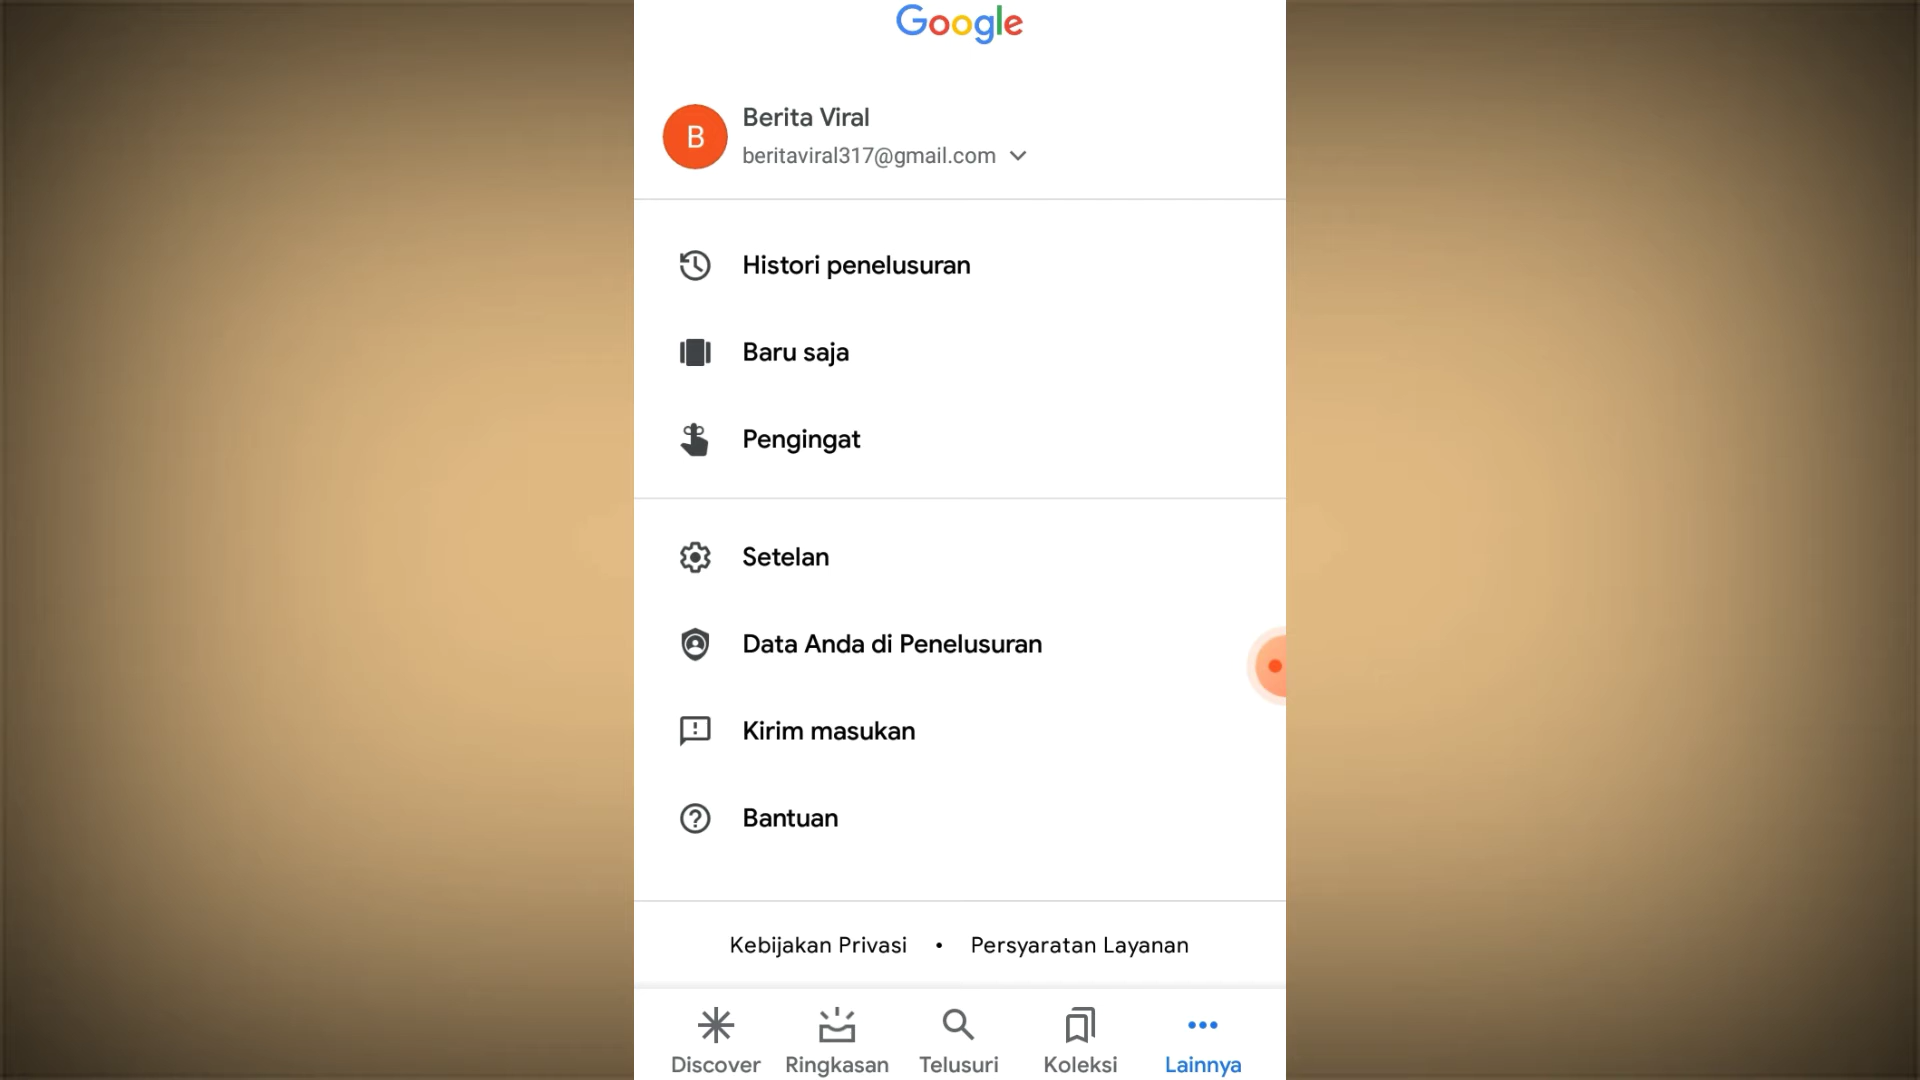 Google
B
Berita Viral
beritaviral317@gmail.com
Histori penelusuran
Baru saja
Pengingat
Setelan
Data Anda di Penelusuran
Kirim masukan
Bantuan
Kebijakan Privasi • Persyaratan Layanan
Discover Ringkasan Telusuri Koleksi Lainnya